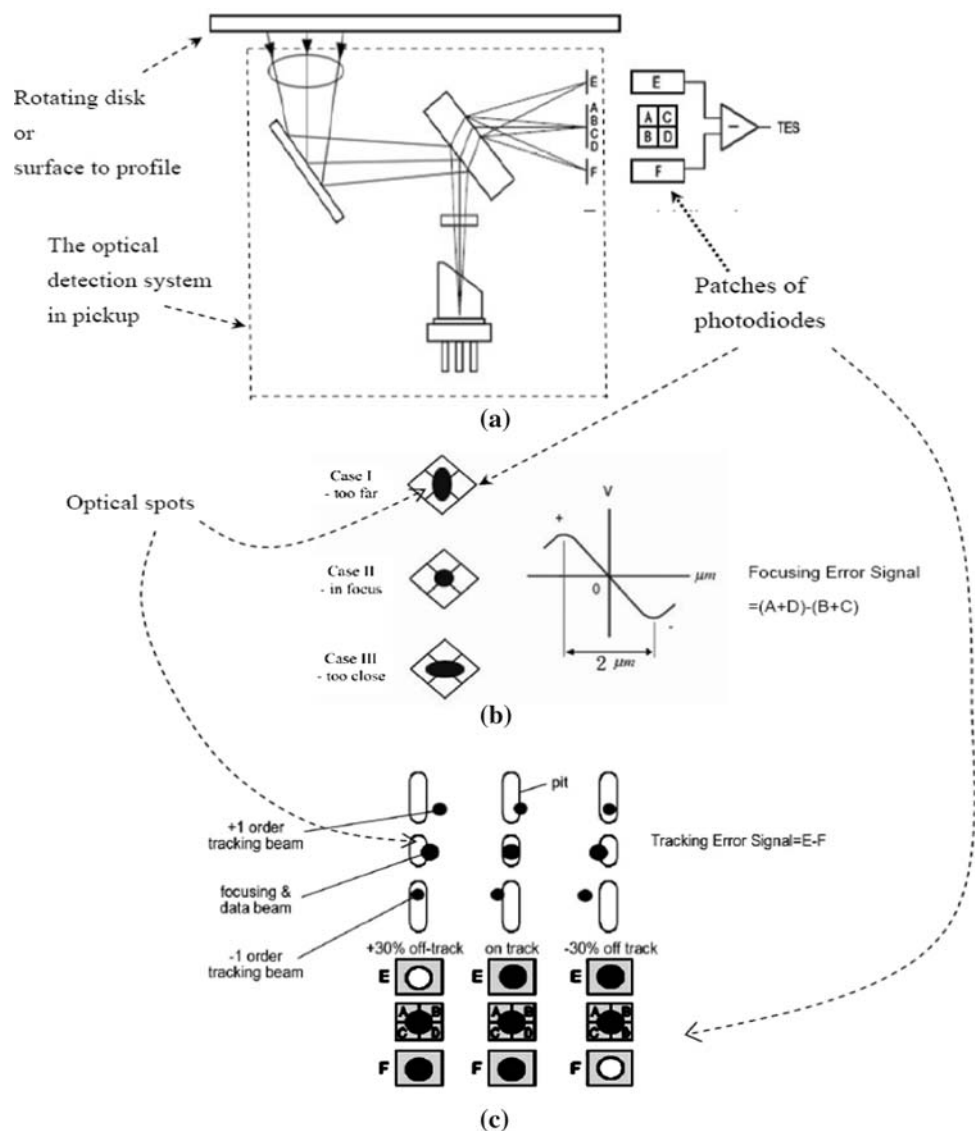 Rotating disk
or
surface to profile
The optical
detection system
in pickup
E
A
B
C
D
F
E
A C
B D
F
−
TES
Patches of
photodiodes
(a)
Optical spots
Case I
- too far
Case II
- in focus
Case III
- too close
V
+
0
μm
-
2 μm
Focusing Error Signal
=(A+D)-(B+C)
(b)
pit
+1 order
tracking beam
Tracking Error Signal=E-F
focusing &
data beam
-1 order
tracking beam
+30% off-track on track -30% off track
E E E
A B A B A B
C D C D C D
F F F
(c)